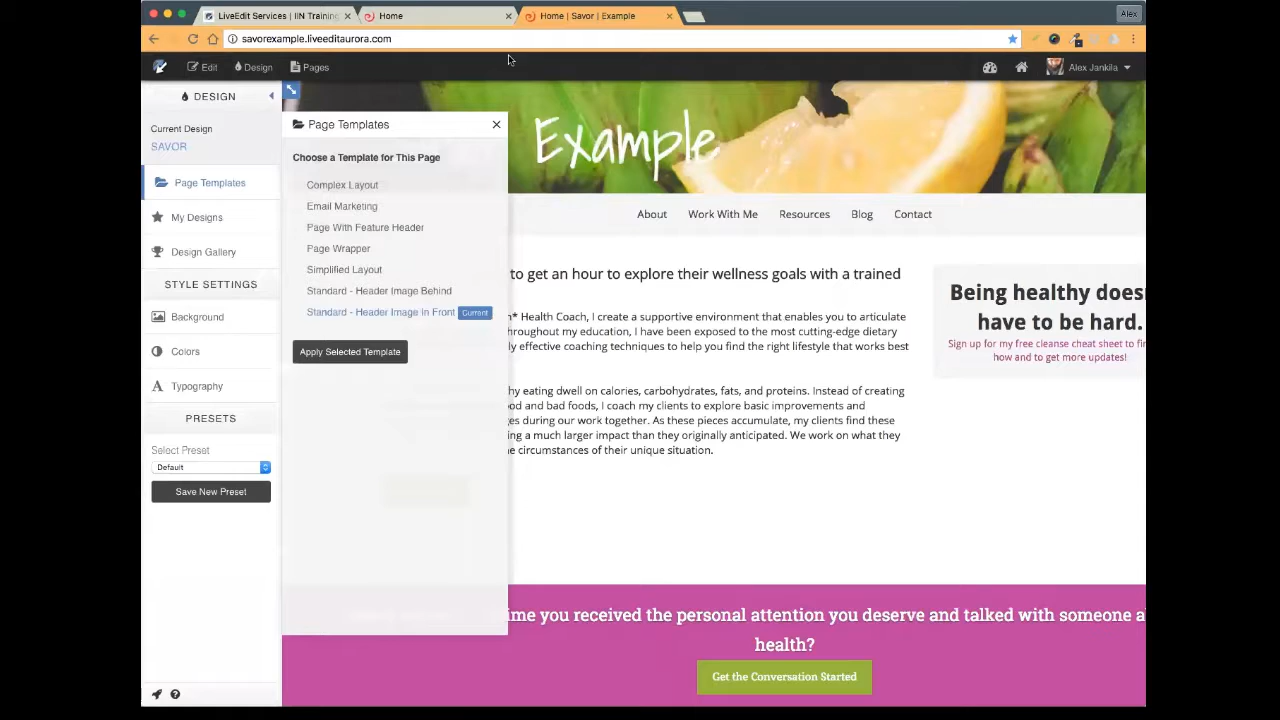 LiveEdit Services | IIN Training
Home
Home | Savor | Example
Alex
savorexample.liveeditaurora.com
Edit
Design
Pages
Alex Jankila
DESIGN
Current Design
SAVOR
Page Templates
My Designs
Design Gallery
STYLE SETTINGS
Background
Colors
Typography
PRESETS
Select Preset
Default
Save New Preset
Page Templates
Choose a Template for This Page
Complex Layout
Email Marketing
Page With Feature Header
Page Wrapper
Simplified Layout
Standard - Header Image Behind
Standard - Header Image in Front Current
Apply Selected Template
Example
About Work With Me Resources Blog Contact
to get an hour to explore their wellness goals with a trained
Health Coach, I create a supportive environment that enables you to articulate
throughout my education, I have been exposed to the most cutting-edge dietary
effective coaching techniques to help you find the right lifestyle that works best
eating dwell on calories, carbohydrates, fats, and proteins. Instead of creating
and bad foods, I coach my clients to explore basic improvements and
during our work together. As these pieces accumulate, my clients find these
a much larger impact than they originally anticipated. We work on what they
circumstances of their unique situation.
Being healthy
have to be hard.
Sign up for my free cleanse cheat sheet to
how and to get more updates!
you received the personal attention you deserve and talked with someone
health?
Get the Conversation Started